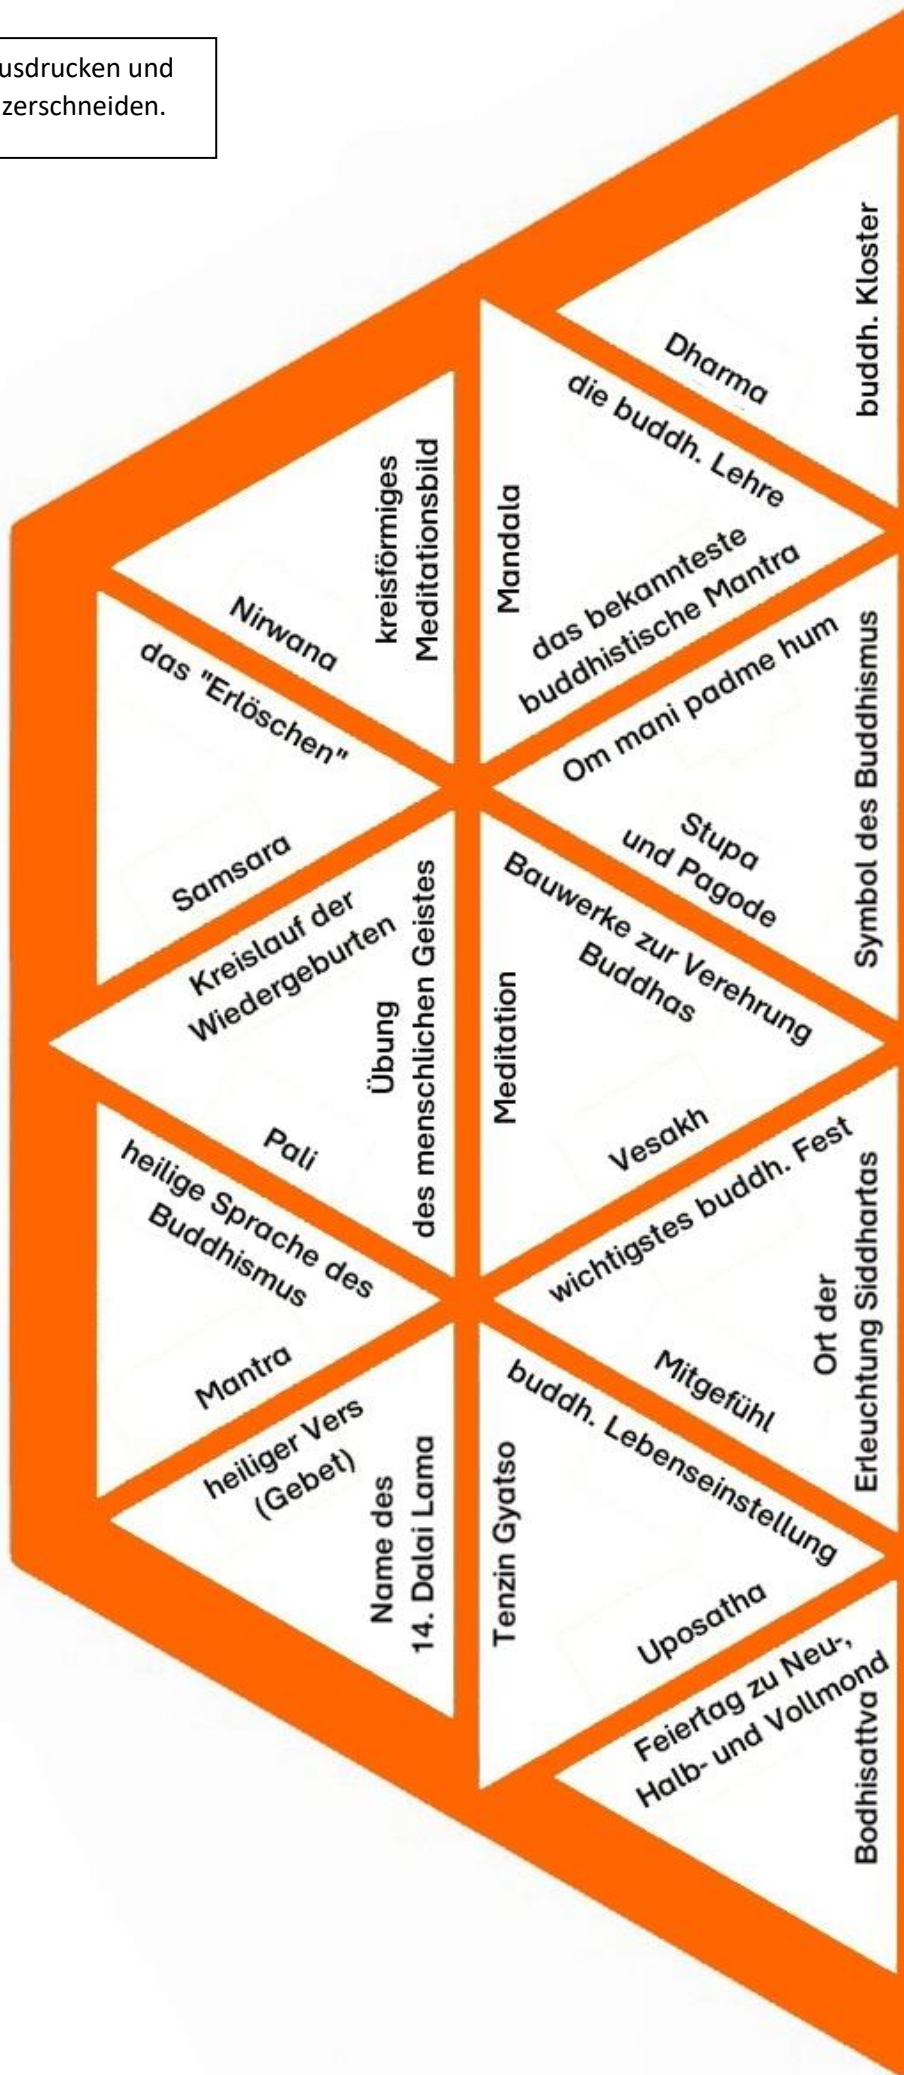 usdrucken und
zerschneiden.
buddh. Kloster
Dharma
die buddh. Lehre
Mandala
das bekannteste
buddhistische Mantra
kreisförmiges
Meditationsbild
Nirwana
das "Erlöschen"
Samsara
Om mani padme hum
Stupa
und Pagode
Symbol des Buddhismus
Kreislauf der
Wiedergeburten
Übung
des menschlichen Geistes
Pali
Meditation
Bauwerke zur Verehrung
Buddhas
Vesakh
heilige Sprache des
Buddhismus
Mantra
wichtigstes buddh. Fest
Ort der
Erleuchtung Siddhartas
Mitgefühl
heiliger Vers
(Gebet)
Name des
14. Dalai Lama
Tenzin Gyatso
buddh. Lebenseinstellung
Uposatha
Feiertag zu Neu-,
Halb- und Vollmond
Bodhisattva